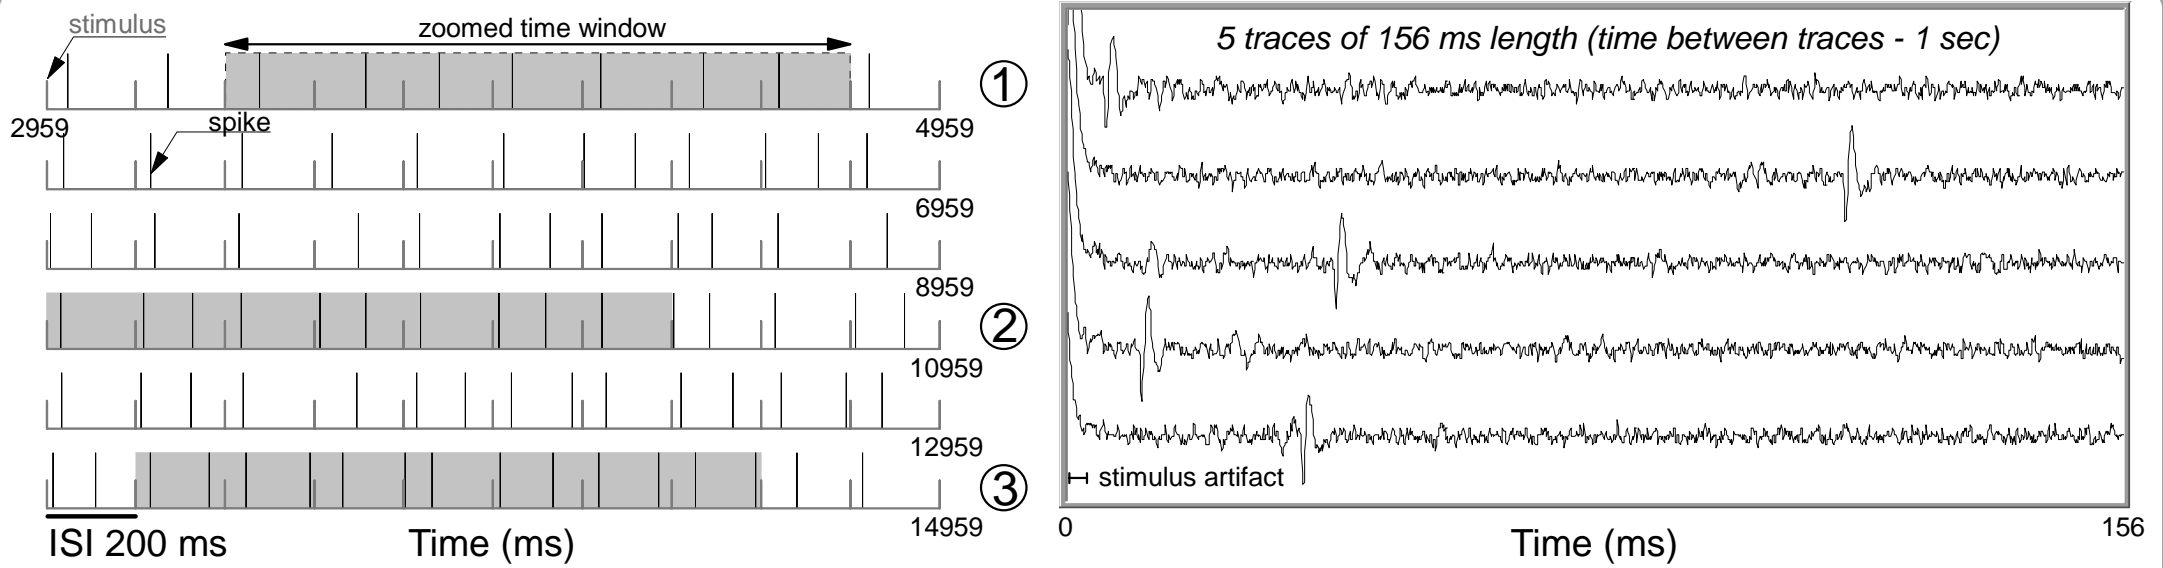 stimulus
zoomed time window
①
2959
spike
4959
6959
8959
②
10959
12959
③
14959
ISI 200 ms
Time (ms)
5 traces of 156 ms length (time between traces - 1 sec)
stimulus artifact
0
156
Time (ms)